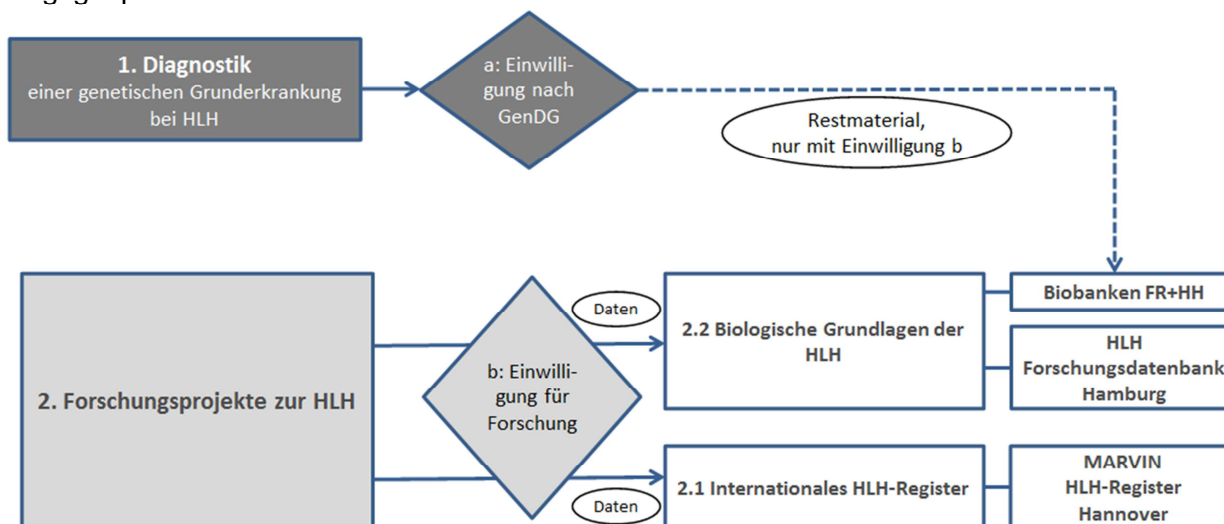 1. Diagnostik
einer genetischen Grunderkrankung
bei HLH
a: Einwilli-
gung nach
GenDG
Restmaterial,
nur mit Einwilligung b
2. Forschungsprojekte zur HLH
b: Einwilli-
gung für
Forschung
Daten
2.2 Biologische Grundlagen der
HLH
Biobanken FR+HH
HLH
Forschungsdatenbank
Hamburg
Daten
2.1 Internationales HLH-Register
MARVIN
HLH-Register
Hannover